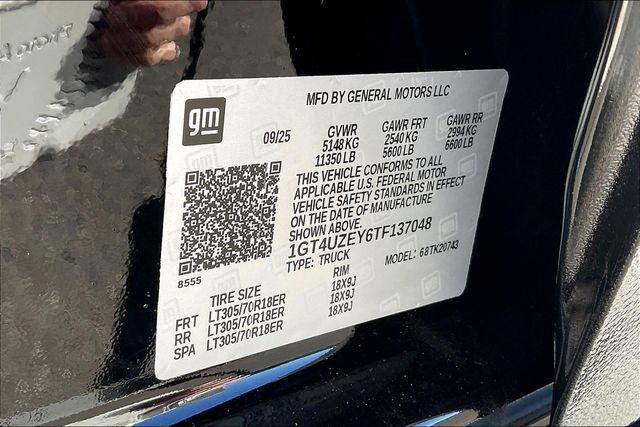 MFD BY GENERAL MOTORS LLC
gm
09/25
GVWR GAWR FRT GAWR RR
5148 KG 2540 KG 2994 KG
11350 LB 5600 LB 6600 LB
THIS VEHICLE CONFORMS TO ALL
APPLICABLE U.S. FEDERAL MOTOR
VEHICLE SAFETY STANDARDS IN EFFECT
ON THE DATE OF MANUFACTURE
SHOWN ABOVE.
1GT4UZEY6TF137048
TYPE: TRUCK MODEL: 68TK20743
8555
TIRE SIZE RIM
FRT LT305/70R18ER 18X9J
RR LT305/70R18ER 18X9J
SPA LT305/70R18ER 18X9J